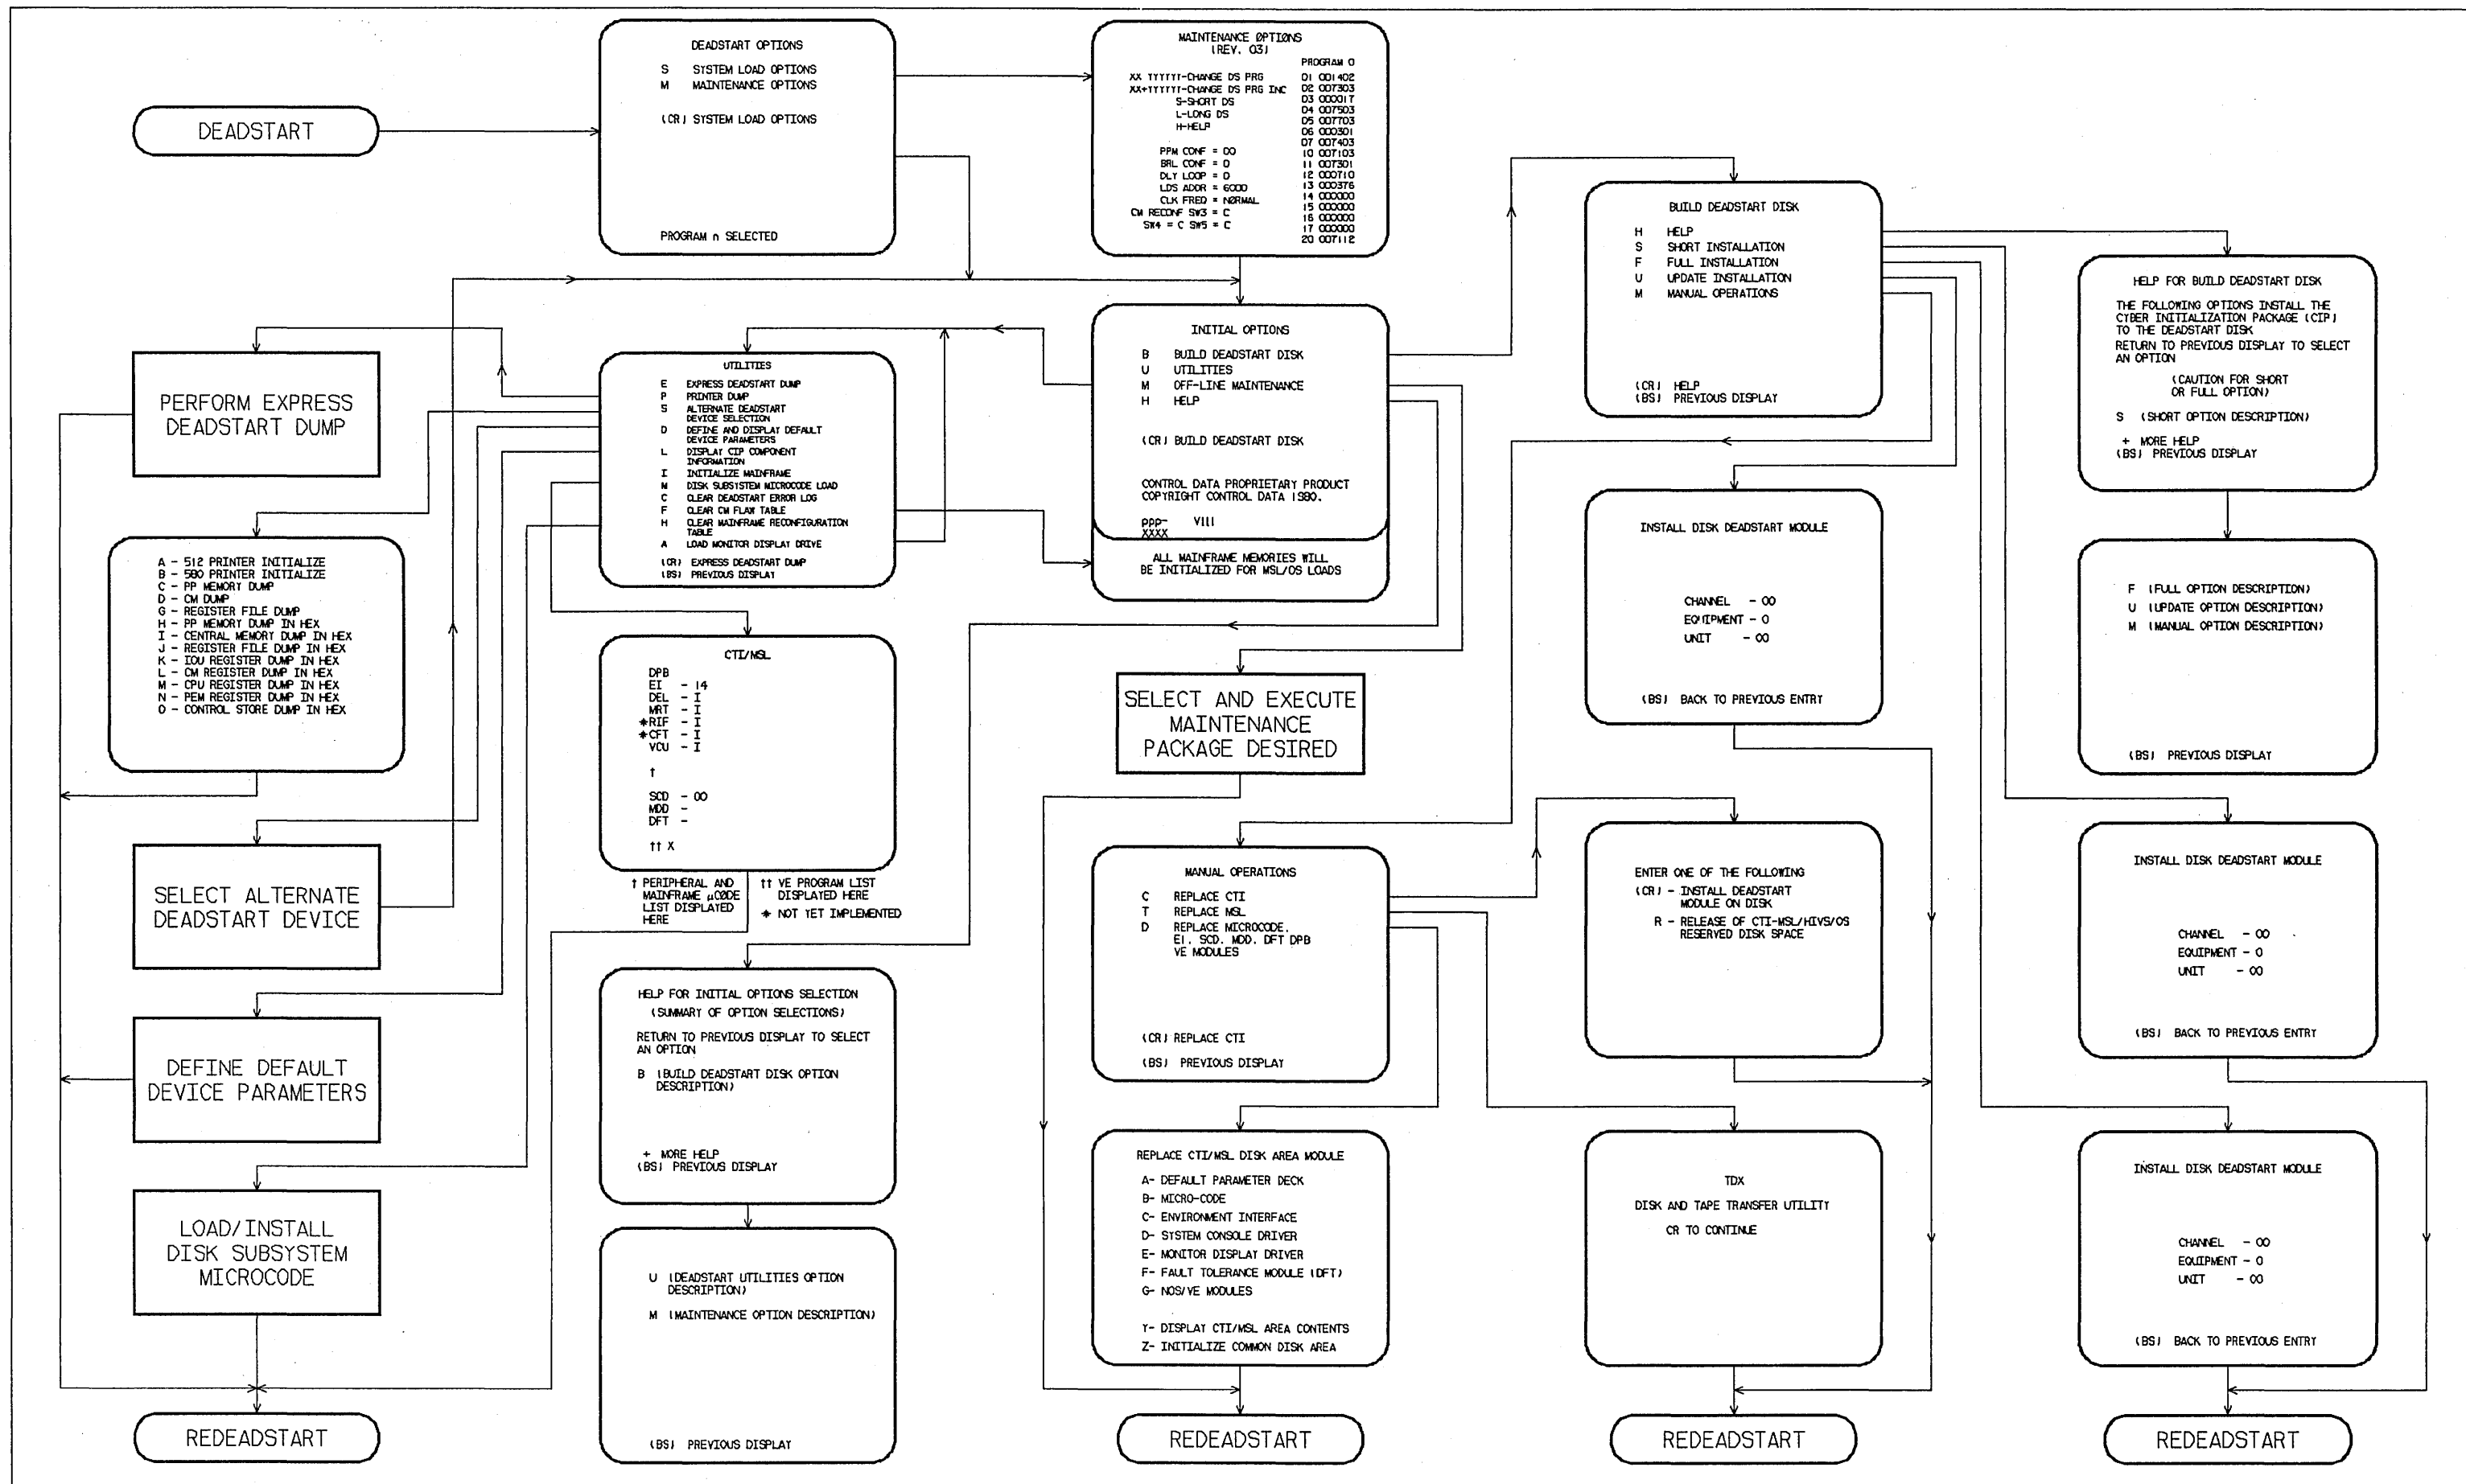 DEADSTART
DEADSTART OPTIONS
S SYSTEM LOAD OPTIONS
M MAINTENANCE OPTIONS
(CR) SYSTEM LOAD OPTIONS
PROGRAM n SELECTED
MAINTENANCE OPTIONS
(REV. 03)
PROGRAM 0
XX YYYYYY-CHANGE DS PRG
XX+YYYYYY-CHANGE DS PRG INC
S-SHORT DS
L-LONG DS
H-HELP
PPM CONF = 00
BRL CONF = 0
DLY LOOP = 0
LDS ADDR = 6000
CLK FREQ = NORMAL
CM RECONF SW3 = C
SW4 = C SW5 = C
01 001402
02 007303
03 000017
04 007503
05 007703
06 000301
07 007403
10 007103
11 007301
12 000710
13 000376
14 000000
15 000000
16 000000
17 000000
20 007112
BUILD DEADSTART DISK
H HELP
S SHORT INSTALLATION
F FULL INSTALLATION
U UPDATE INSTALLATION
M MANUAL OPERATIONS
(CR) HELP
(BS) PREVIOUS DISPLAY
HELP FOR BUILD DEADSTART DISK
THE FOLLOWING OPTIONS INSTALL THE
CYBER INITIALIZATION PACKAGE (CIP)
TO THE DEADSTART DISK
RETURN TO PREVIOUS DISPLAY TO SELECT
AN OPTION
(CAUTION FOR SHORT
OR FULL OPTION)
S (SHORT OPTION DESCRIPTION)
+ MORE HELP
(BS) PREVIOUS DISPLAY
INITIAL OPTIONS
B BUILD DEADSTART DISK
U UTILITIES
M OFF-LINE MAINTENANCE
H HELP
(CR) BUILD DEADSTART DISK
CONTROL DATA PROPRIETARY PRODUCT
COPYRIGHT CONTROL DATA 1980.
ppp- VIII
XXXX
ALL MAINFRAME MEMORIES WILL
BE INITIALIZED FOR MSL/OS LOADS
UTILITIES
E EXPRESS DEADSTART DUMP
P PRINTER DUMP
S ALTERNATE DEADSTART
DEVICE SELECTION
D DEFINE AND DISPLAY DEFAULT
DEVICE PARAMETERS
L DISPLAY CIP COMPONENT
INFORMATION
I INITIALIZE MAINFRAME
M DISK SUBSYSTEM MICROCODE LOAD
C CLEAR DEADSTART ERROR LOG
F CLEAR CM FLAW TABLE
H CLEAR MAINFRAME RECONFIGURATION
TABLE
A LOAD MONITOR DISPLAY DRIVE
(CR) EXPRESS DEADSTART DUMP
(BS) PREVIOUS DISPLAY
PERFORM EXPRESS
DEADSTART DUMP
A - 512 PRINTER INITIALIZE
B - 580 PRINTER INITIALIZE
C - PP MEMORY DUMP
D - CM DUMP
G - REGISTER FILE DUMP
H - PP MEMORY DUMP IN HEX
I - CENTRAL MEMORY DUMP IN HEX
J - REGISTER FILE DUMP IN HEX
K - IOU REGISTER DUMP IN HEX
L - CM REGISTER DUMP IN HEX
M - CPU REGISTER DUMP IN HEX
N - PEM REGISTER DUMP IN HEX
O - CONTROL STORE DUMP IN HEX
SELECT ALTERNATE
DEADSTART DEVICE
DEFINE DEFAULT
DEVICE PARAMETERS
LOAD/INSTALL
DISK SUBSYSTEM
MICROCODE
REDEADSTART
CTI/MSL
DPB
EI - 14
DEL - I
MRT - I
*RIF - I
*CFT - I
VCU - I
†
SCD - 00
MDD -
DFT -
†† X
† PERIPHERAL AND
MAINFRAME μCODE
LIST DISPLAYED
HERE
†† VE PROGRAM LIST
DISPLAYED HERE
* NOT YET IMPLEMENTED
HELP FOR INITIAL OPTIONS SELECTION
(SUMMARY OF OPTION SELECTIONS)
RETURN TO PREVIOUS DISPLAY TO SELECT
AN OPTION
B (BUILD DEADSTART DISK OPTION
DESCRIPTION)
+ MORE HELP
(BS) PREVIOUS DISPLAY
U (DEADSTART UTILITIES OPTION
DESCRIPTION)
M (MAINTENANCE OPTION DESCRIPTION)
(BS) PREVIOUS DISPLAY
SELECT AND EXECUTE
MAINTENANCE
PACKAGE DESIRED
MANUAL OPERATIONS
C REPLACE CTI
T REPLACE MSL
D REPLACE MICROCODE.
EI. SCD. MDD. DFT DPB
VE MODULES
(CR) REPLACE CTI
(BS) PREVIOUS DISPLAY
REPLACE CTI/MSL DISK AREA MODULE
A- DEFAULT PARAMETER DECK
B- MICRO-CODE
C- ENVIRONMENT INTERFACE
D- SYSTEM CONSOLE DRIVER
E- MONITOR DISPLAY DRIVER
F- FAULT TOLERANCE MODULE (DFT)
G- NOS/VE MODULES
Y- DISPLAY CTI/MSL AREA CONTENTS
Z- INITIALIZE COMMON DISK AREA
REDEADSTART
INSTALL DISK DEADSTART MODULE
CHANNEL - 00
EQUIPMENT - 0
UNIT - 00
(BS) BACK TO PREVIOUS ENTRY
ENTER ONE OF THE FOLLOWING
(CR) - INSTALL DEADSTART
MODULE ON DISK
R - RELEASE OF CTI-MSL/HIVS/OS
RESERVED DISK SPACE
TDX
DISK AND TAPE TRANSFER UTILITY
CR TO CONTINUE
REDEADSTART
F (FULL OPTION DESCRIPTION)
U (UPDATE OPTION DESCRIPTION)
M (MANUAL OPTION DESCRIPTION)
(BS) PREVIOUS DISPLAY
INSTALL DISK DEADSTART MODULE
CHANNEL - 00
EQUIPMENT - 0
UNIT - 00
(BS) BACK TO PREVIOUS ENTRY
INSTALL DISK DEADSTART MODULE
CHANNEL - 00
EQUIPMENT - 0
UNIT - 00
(BS) BACK TO PREVIOUS ENTRY
REDEADSTART